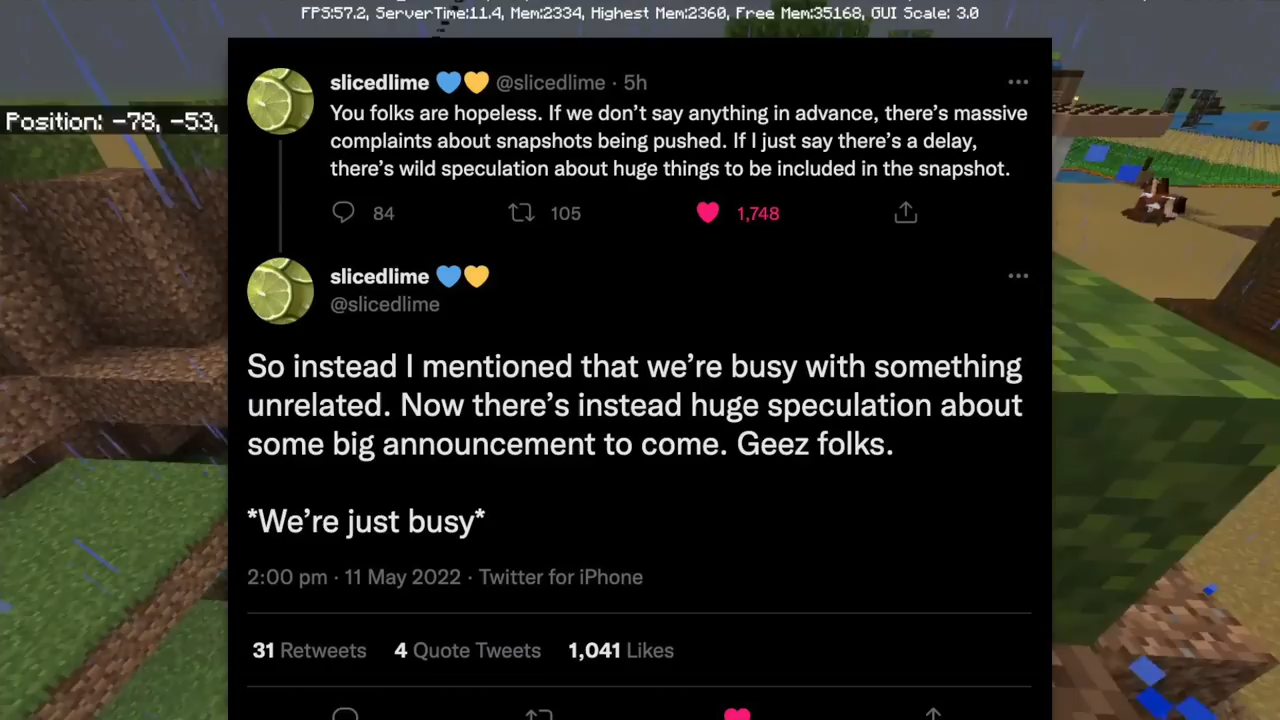 FPS:57.2, ServerTime:11.4, Mem:2334, Highest Mem:2360, Free Mem:35168, GUI Scale: 3.0
Position: -78, -53,
slicedlime 💙💛 @slicedlime · 5h
You folks are hopeless. If we don’t say anything in advance, there’s massive
complaints about snapshots being pushed. If I just say there’s a delay,
there’s wild speculation about huge things to be included in the snapshot.
84 105 1,748
slicedlime 💙💛
@slicedlime
So instead I mentioned that we’re busy with something
unrelated. Now there’s instead huge speculation about
some big announcement to come. Geez folks.
*We’re just busy*
2:00 pm · 11 May 2022 · Twitter for iPhone
31 Retweets 4 Quote Tweets 1,041 Likes